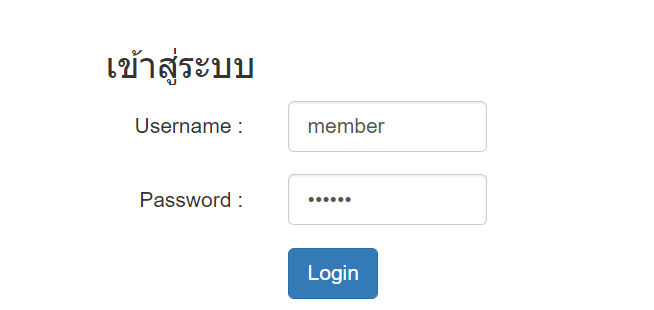 เข้าสู่ระบบ
Username : member
Password : ••••••
Login